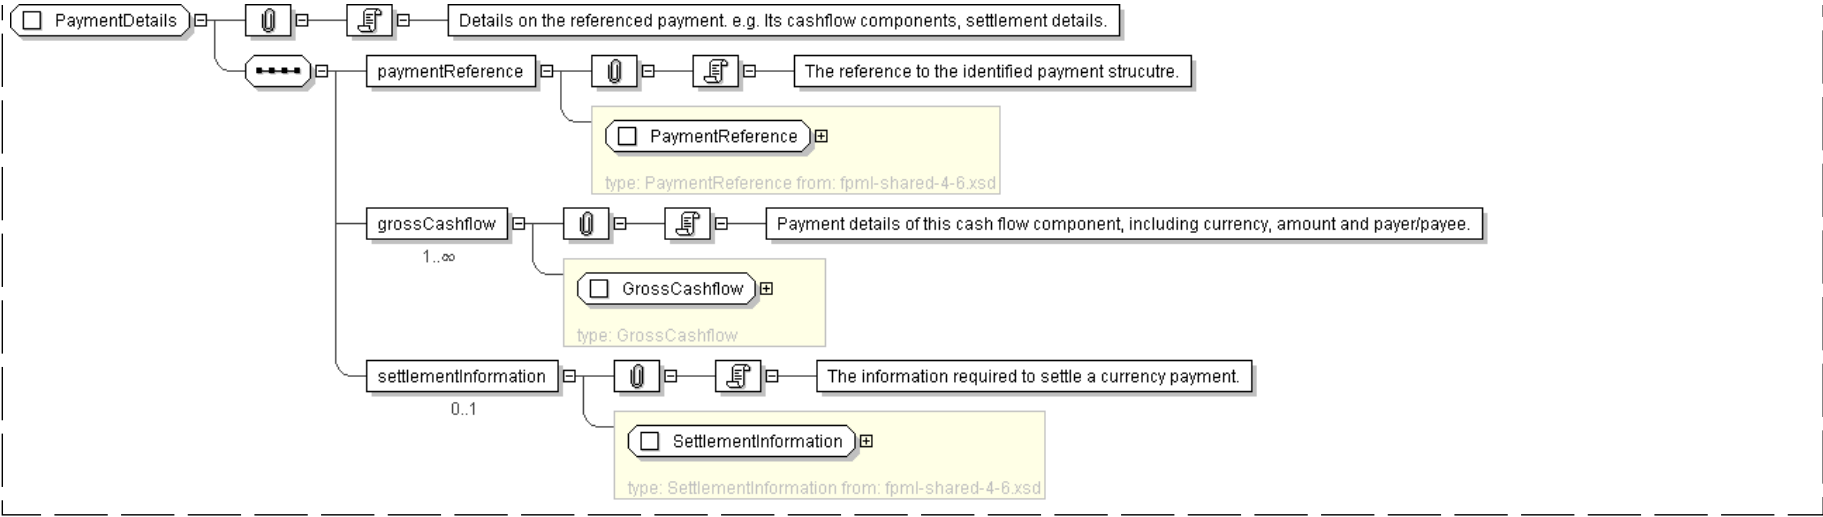 PaymentDetails
Details on the referenced payment. e.g. Its cashflow components, settlement details.
paymentReference
The reference to the identified payment strucutre.
PaymentReference
type: PaymentReference from: fpml-shared-4-6.xsd
grossCashflow
Payment details of this cash flow component, including currency, amount and payer/payee.
1..∞
GrossCashflow
type: GrossCashflow
settlementInformation
The information required to settle a currency payment.
0..1
SettlementInformation
type: SettlementInformation from: fpml-shared-4-6.xsd